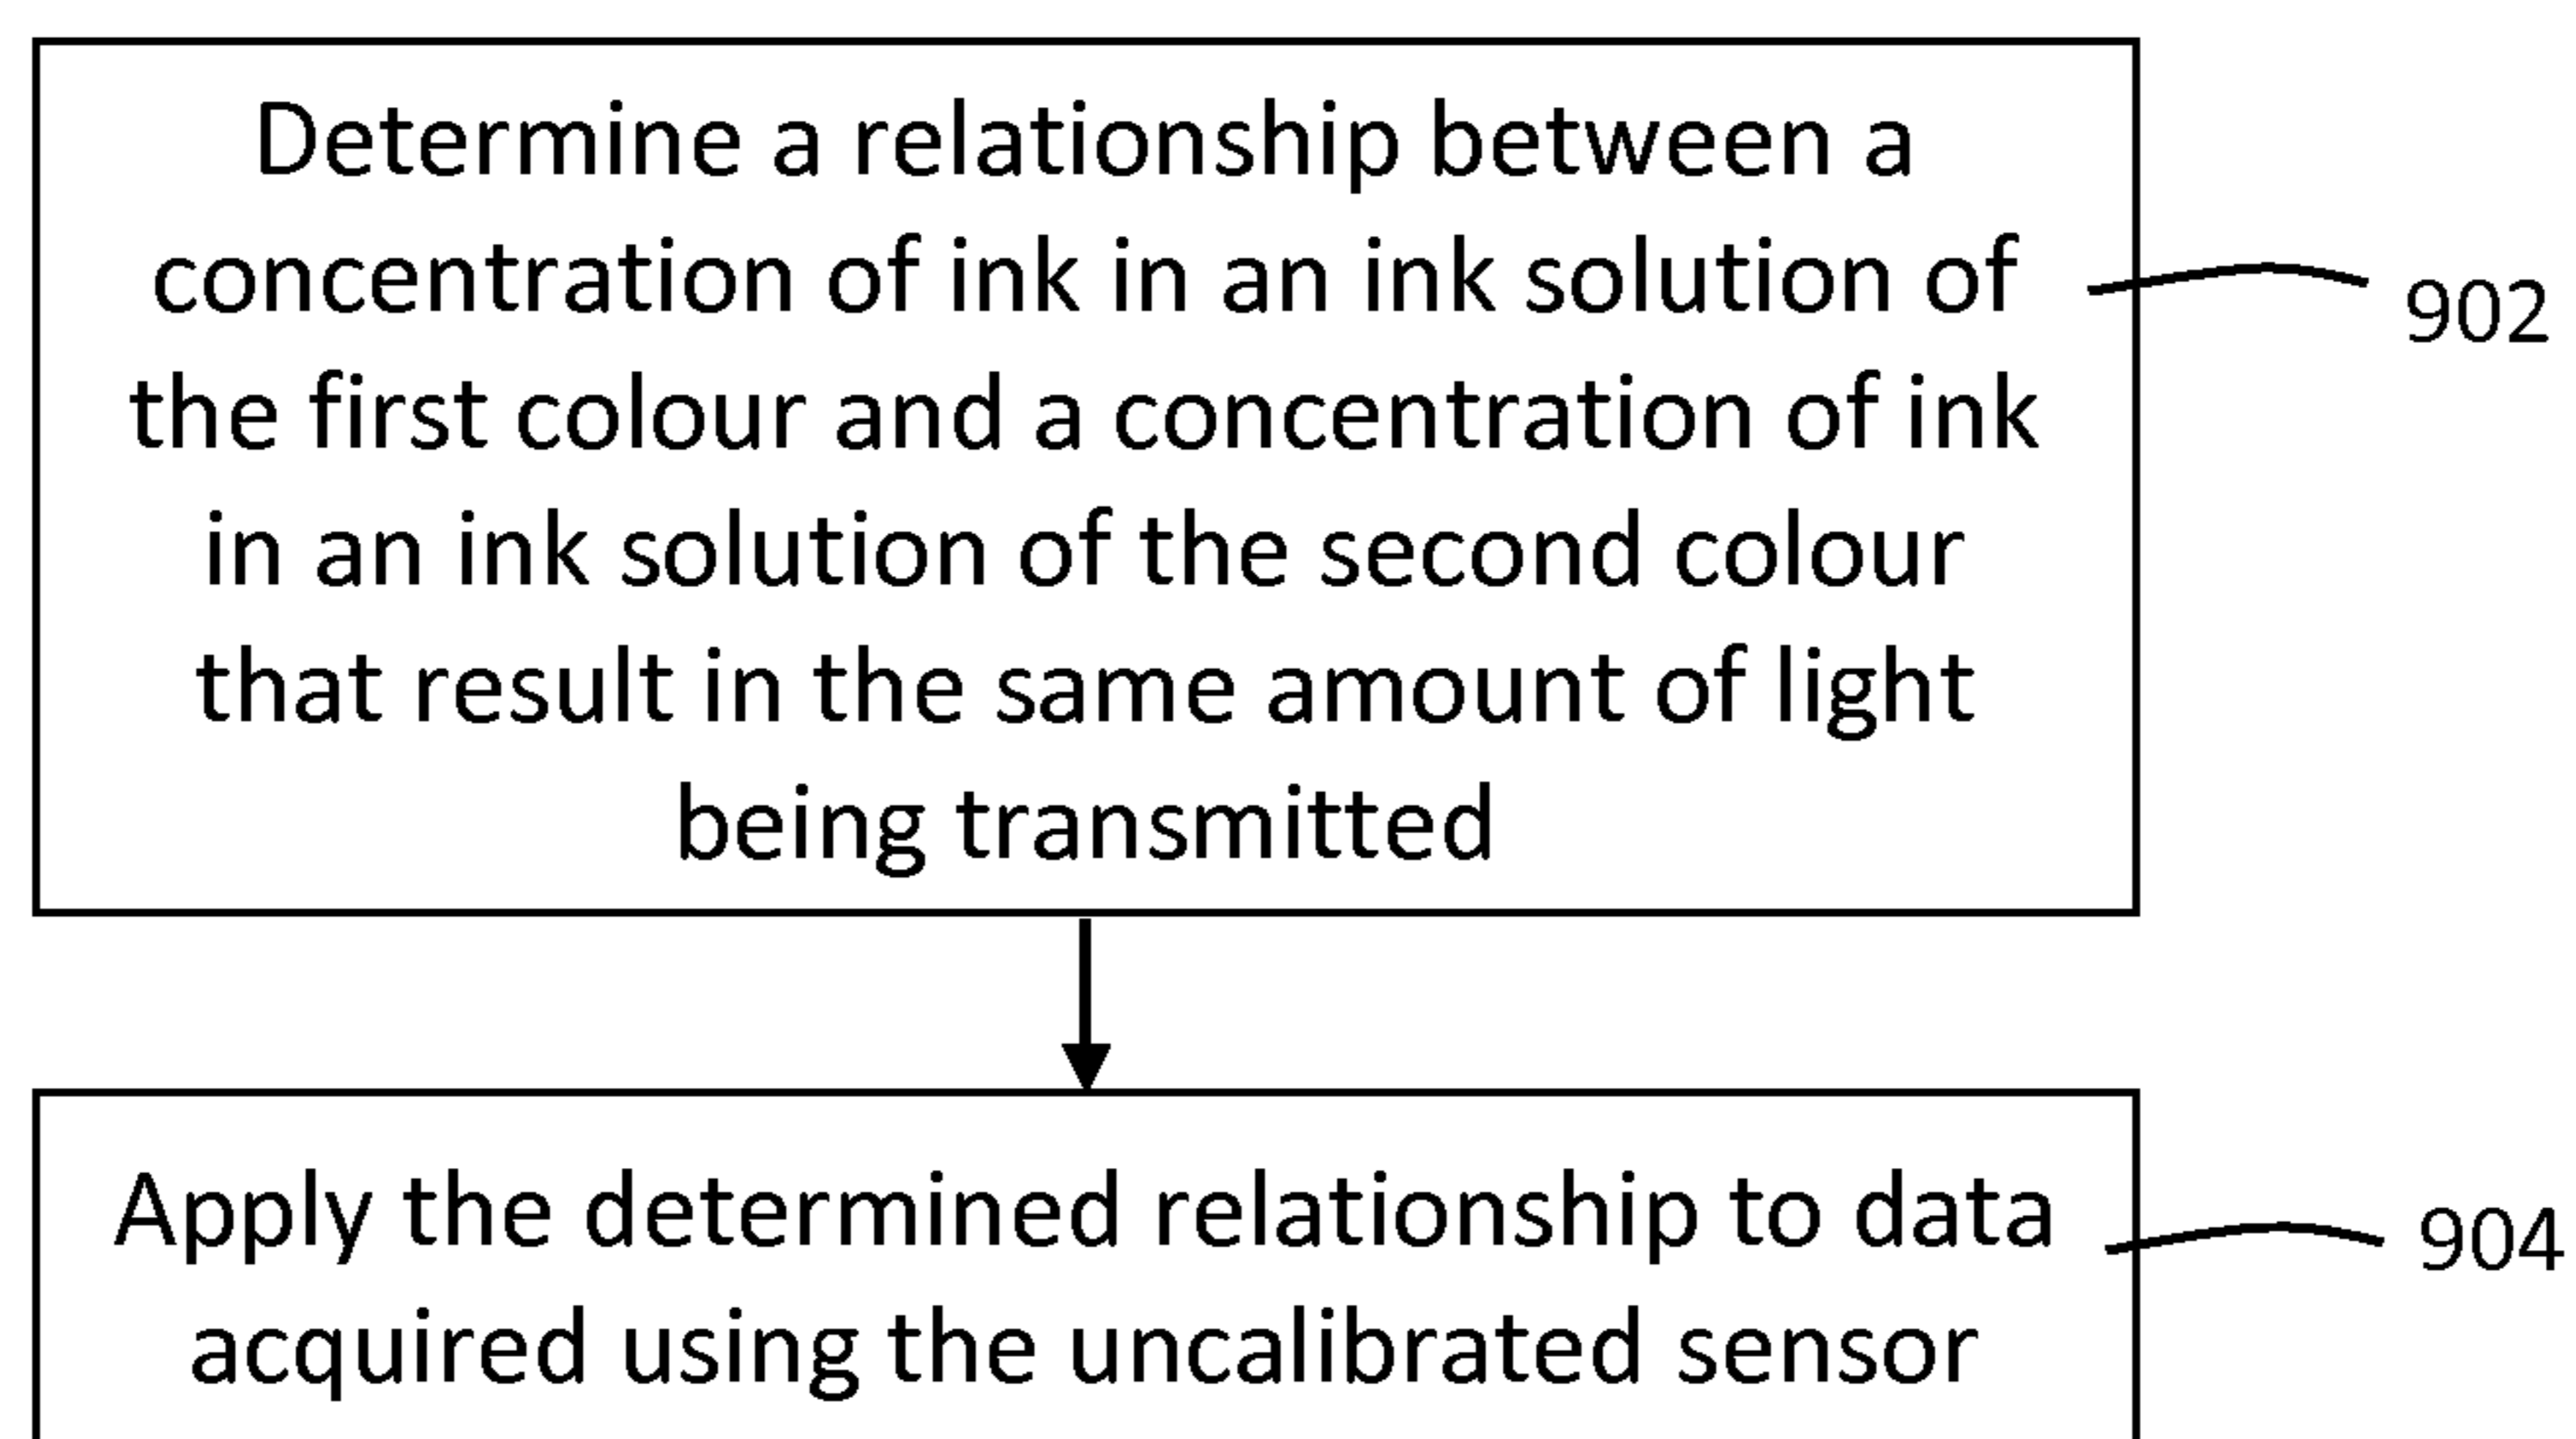 Determine a relationship between a
concentration of ink in an ink solution of
the first colour and a concentration of ink
in an ink solution of the second colour
that result in the same amount of light
being transmitted
902
Apply the determined relationship to data
acquired using the uncalibrated sensor
904